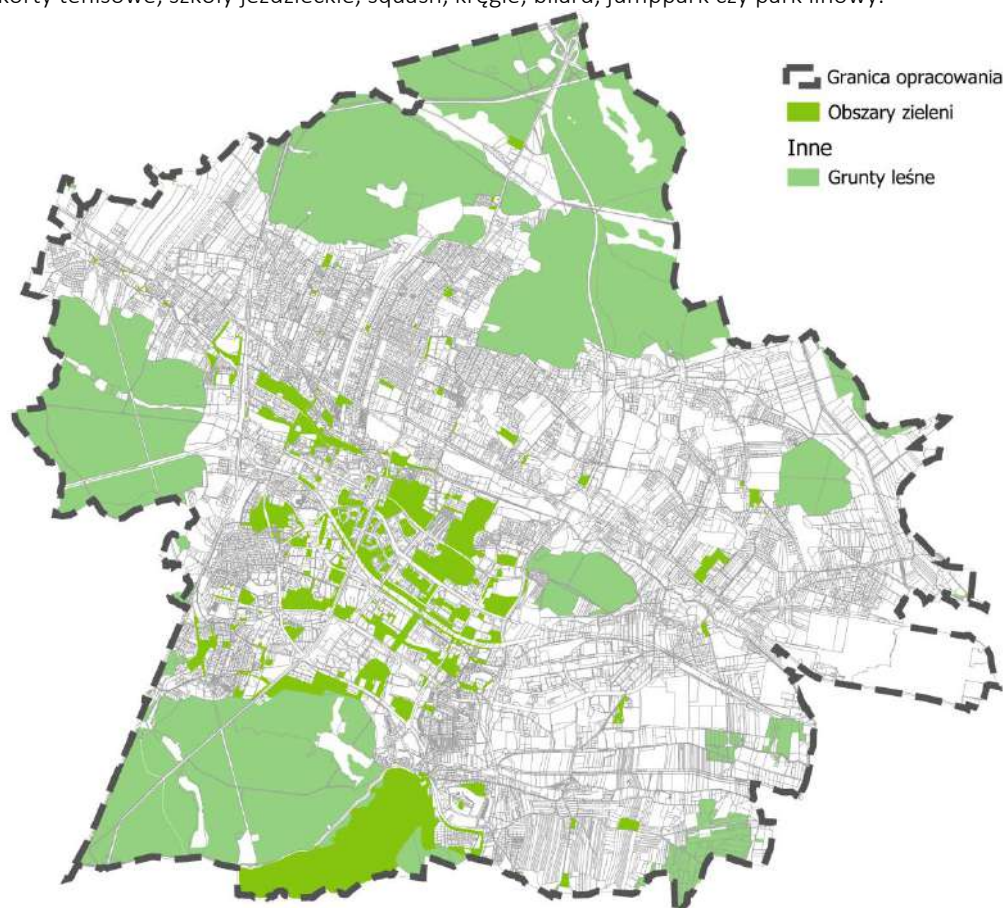 korty tenisowe, szkoły jeździeckie, squash, kręgle, bilard, jumppark czy park linowy.
Granica opracowania
Obszary zieleni
Inne
Grunty leśne